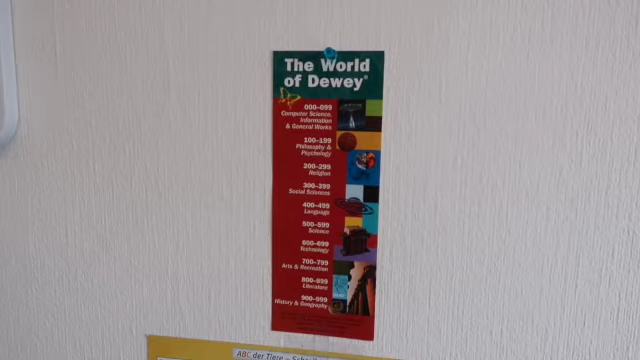 The World
of Dewey®
000–099
Computer Science,
Information
& General Works
100–199
Philosophy &
Psychology
200–299
Religion
300–399
Social Sciences
400–499
Language
500–599
Science
600–699
Technology
700–799
Arts & Recreation
800–899
Literature
900–999
History & Geography
ABC der Tiere –